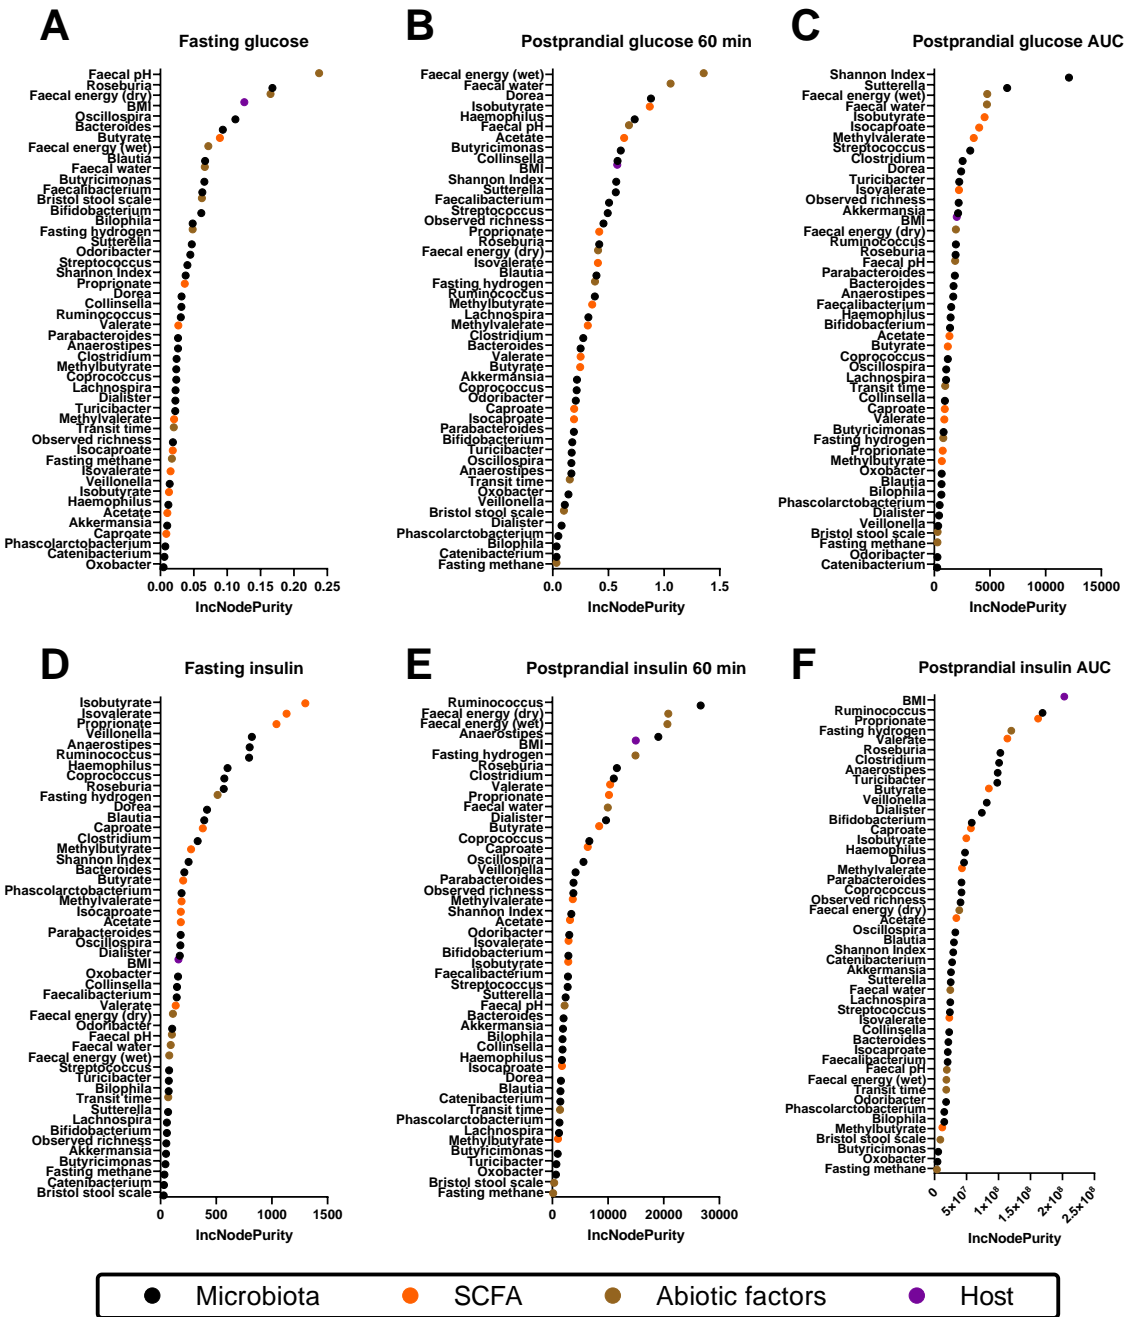 A
Fasting glucose
Faecal pH
Roseburia
Faecal energy (dry)
BMI
Oscillospira
Bacteroides
Butyrate
Faecal energy (wet)
Blautia
Faecal water
Butyricimonas
Faecalibacterium
Bristol stool scale
Bifidobacterium
Bilophila
Fasting hydrogen
Sutterella
Odoribacter
Streptococcus
Shannon Index
Proprionate
Dorea
Collinsella
Ruminococcus
Valerate
Parabacteroides
Anaerostipes
Clostridium
Methylbutyrate
Coprococcus
Lachnospira
Dialister
Turicibacter
Methylvalerate
Transit time
Observed richness
Isocaproate
Fasting methane
Isovalerate
Veillonella
Isobutyrate
Haemophilus
Acetate
Akkermansia
Caproate
Phascolarctobacterium
Catenibacterium
Oxobacter
0.00 0.05 0.10 0.15 0.20 0.25
IncNodePurity
B
Postprandial glucose 60 min
Faecal energy (wet)
Faecal water
Dorea
Isobutyrate
Haemophilus
Faecal pH
Acetate
Butyricimonas
Collinsella
BMI
Shannon Index
Sutterella
Faecalibacterium
Streptococcus
Observed richness
Proprionate
Roseburia
Faecal energy (dry)
Isovalerate
Blautia
Fasting hydrogen
Ruminococcus
Methylbutyrate
Lachnospira
Methylvalerate
Clostridium
Bacteroides
Valerate
Butyrate
Akkermansia
Coprococcus
Odoribacter
Caproate
Isocaproate
Parabacteroides
Bifidobacterium
Turicibacter
Oscillospira
Anaerostipes
Transit time
Oxobacter
Veillonella
Bristol stool scale
Dialister
Phascolarctobacterium
Bilophila
Catenibacterium
Fasting methane
0.0 0.5 1.0 1.5
IncNodePurity
C
Postprandial glucose AUC
Shannon Index
Sutterella
Faecal energy (wet)
Faecal water
Isobutyrate
Isocaproate
Methylvalerate
Streptococcus
Clostridium
Dorea
Turicibacter
Isovalerate
Observed richness
Akkermansia
BMI
Faecal energy (dry)
Ruminococcus
Roseburia
Faecal pH
Parabacteroides
Bacteroides
Anaerostipes
Faecalibacterium
Haemophilus
Bifidobacterium
Acetate
Butyrate
Coprococcus
Oscillospira
Lachnospira
Transit time
Collinsella
Caproate
Valerate
Butyricimonas
Fasting hydrogen
Proprionate
Methylbutyrate
Oxobacter
Blautia
Bilophila
Phascolarctobacterium
Dialister
Veillonella
Bristol stool scale
Fasting methane
Odoribacter
Catenibacterium
0 5000 10000 15000
IncNodePurity
D
Fasting insulin
Isobutyrate
Isovalerate
Proprionate
Veillonella
Anaerostipes
Ruminococcus
Haemophilus
Coprococcus
Roseburia
Fasting hydrogen
Dorea
Blautia
Caproate
Clostridium
Methylbutyrate
Shannon Index
Bacteroides
Butyrate
Phascolarctobacterium
Methylvalerate
Isocaproate
Acetate
Parabacteroides
Oscillospira
Dialister
BMI
Oxobacter
Collinsella
Faecalibacterium
Valerate
Faecal energy (dry)
Odoribacter
Faecal pH
Faecal water
Faecal energy (wet)
Streptococcus
Turicibacter
Bilophila
Transit time
Sutterella
Lachnospira
Bifidobacterium
Observed richness
Akkermansia
Butyricimonas
Fasting methane
Catenibacterium
Bristol stool scale
0 500 1000 1500
IncNodePurity
E
Postprandial insulin 60 min
Ruminococcus
Faecal energy (dry)
Faecal energy (wet)
Anaerostipes
BMI
Fasting hydrogen
Roseburia
Clostridium
Valerate
Proprionate
Faecal water
Dialister
Butyrate
Coprococcus
Caproate
Oscillospira
Veillonella
Parabacteroides
Observed richness
Methylvalerate
Shannon Index
Acetate
Odoribacter
Isovalerate
Bifidobacterium
Isobutyrate
Faecalibacterium
Streptococcus
Sutterella
Faecal pH
Bacteroides
Akkermansia
Bilophila
Collinsella
Haemophilus
Isocaproate
Dorea
Blautia
Catenibacterium
Transit time
Phascolarctobacterium
Lachnospira
Methylbutyrate
Butyricimonas
Turicibacter
Oxobacter
Bristol stool scale
Fasting methane
0 10000 20000 30000
IncNodePurity
F
Postprandial insulin AUC
BMI
Ruminococcus
Proprionate
Fasting hydrogen
Valerate
Roseburia
Clostridium
Anaerostipes
Turicibacter
Butyrate
Veillonella
Dialister
Bifidobacterium
Caproate
Isobutyrate
Haemophilus
Dorea
Methylvalerate
Parabacteroides
Coprococcus
Observed richness
Faecal energy (dry)
Acetate
Oscillospira
Blautia
Shannon Index
Catenibacterium
Akkermansia
Sutterella
Faecal water
Lachnospira
Streptococcus
Isovalerate
Collinsella
Bacteroides
Isocaproate
Faecalibacterium
Faecal pH
Faecal energy (wet)
Transit time
Odoribacter
Phascolarctobacterium
Bilophila
Methylbutyrate
Bristol stool scale
Butyricimonas
Oxobacter
Fasting methane
0 5×10⁷ 1×10⁸ 1.5×10⁸ 2×10⁸ 2.5×10⁸
IncNodePurity
Microbiota SCFA Abiotic factors Host